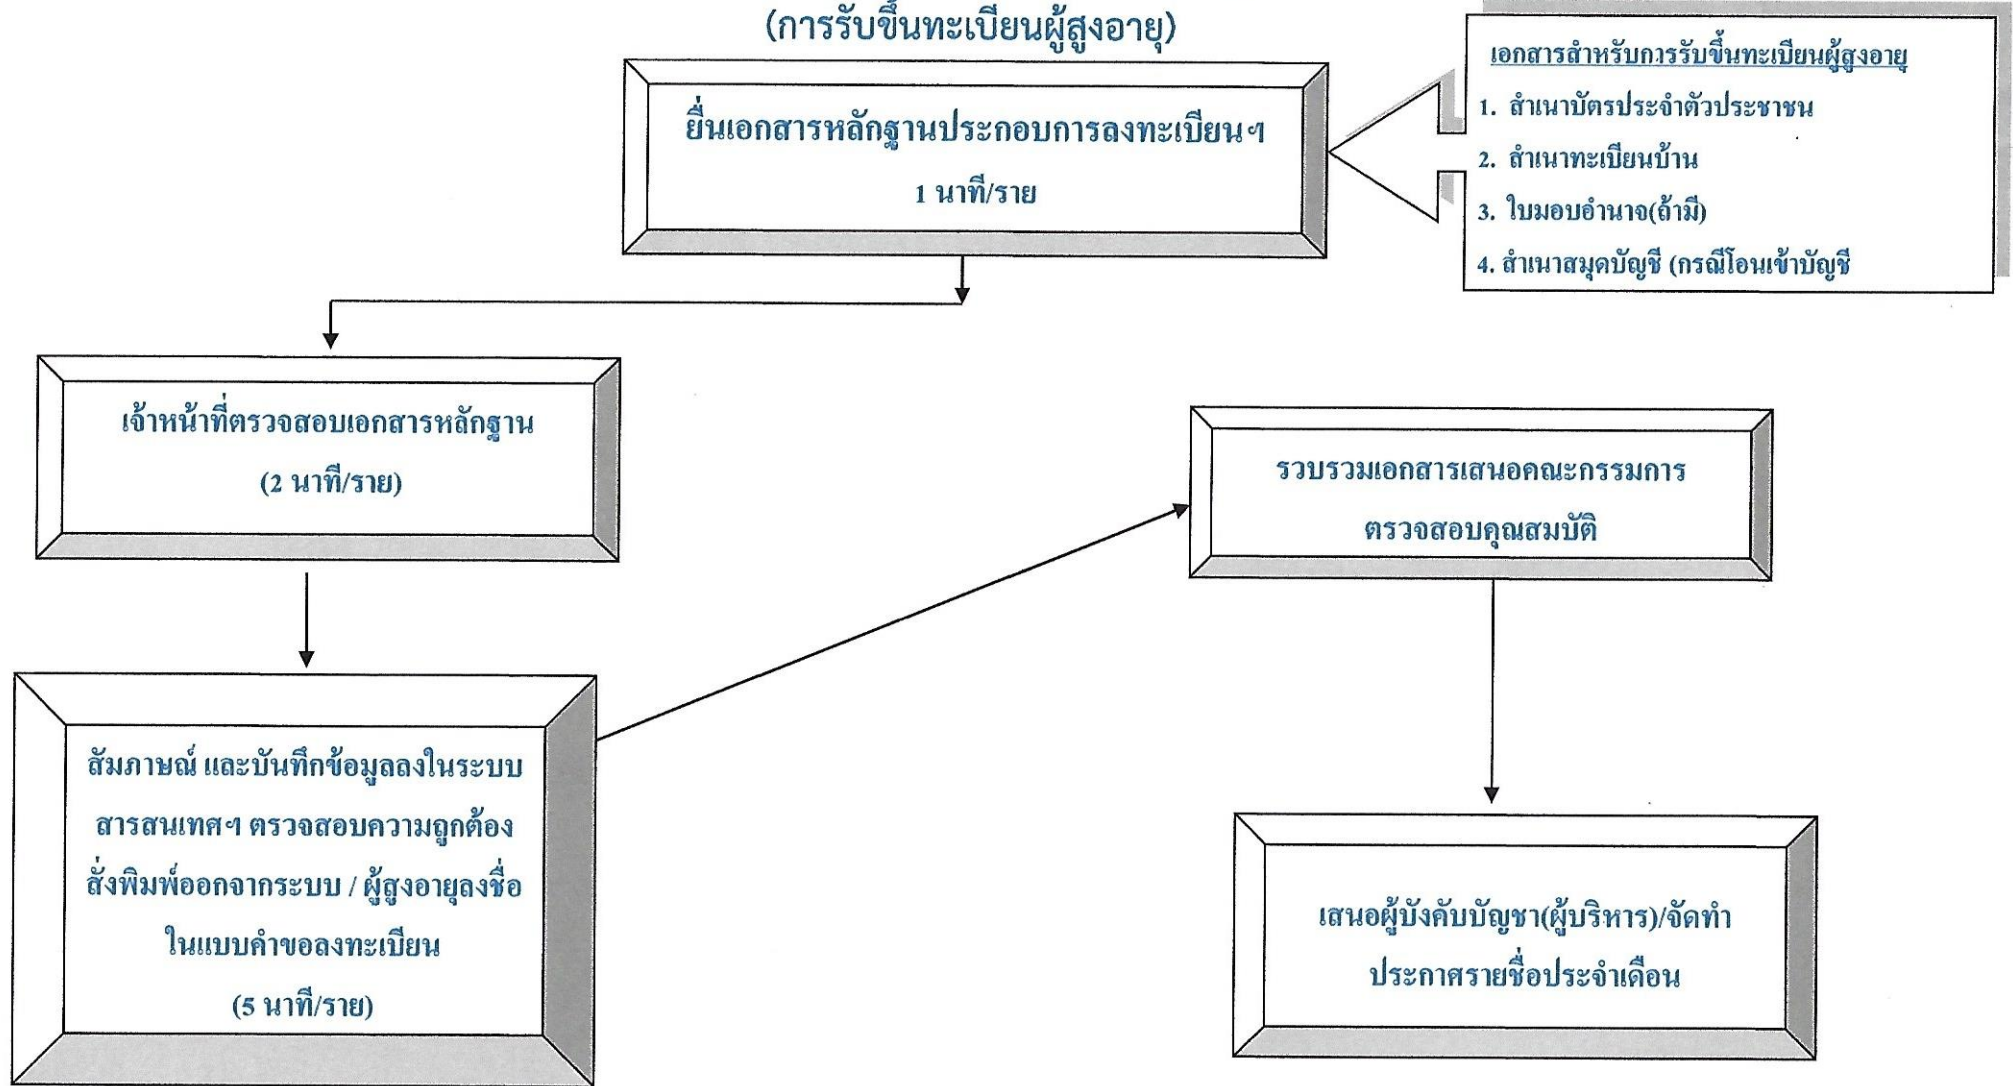 (การรับขึ้นทะเบียนผู้สูงอายุ)
ยื่นเอกสารหลักฐานประกอบการลงทะเบียนฯ
1 นาที/ราย
เอกสารสำหรับการรับขึ้นทะเบียนผู้สูงอายุ
1. สำเนาบัตรประจำตัวประชาชน
2. สำเนาทะเบียนบ้าน
3. ใบมอบอำนาจ(ถ้ามี)
4. สำเนาสมุดบัญชี (กรณีโอนเข้าบัญชี
เจ้าหน้าที่ตรวจสอบเอกสารหลักฐาน
(2 นาที/ราย)
สัมภาษณ์ และบันทึกข้อมูลลงในระบบ
สารสนเทศฯ ตรวจสอบความถูกต้อง
สั่งพิมพ์ออกจากระบบ / ผู้สูงอายุลงชื่อ
ในแบบคำขอลงทะเบียน
(5 นาที/ราย)
รวบรวมเอกสารเสนอคณะกรรมการ
ตรวจสอบคุณสมบัติ
เสนอผู้บังคับบัญชา(ผู้บริหาร)/จัดทำ
ประกาศรายชื่อประจำเดือน